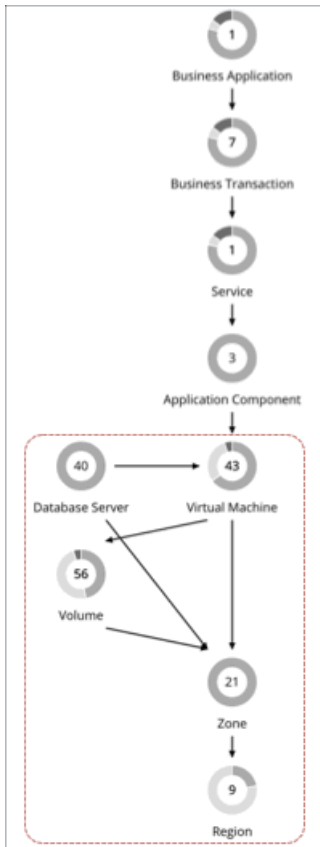 1
Business Application
7
Business Transaction
1
Service
3
Application Component
40
43
Database Server
Virtual Machine
56
Volume
21
Zone
9
Region